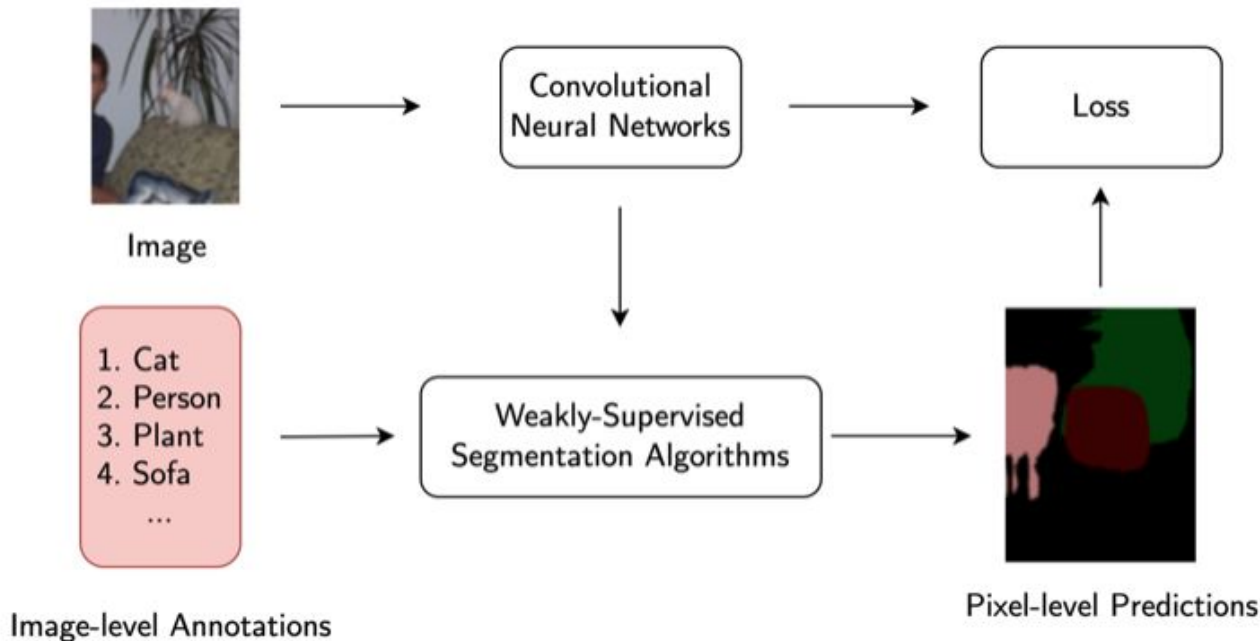 Convolutional
Neural Networks
Loss
Image
1. Cat
2. Person
3. Plant
4. Sofa
...
Weakly-Supervised
Segmentation Algorithms
Image-level Annotations
Pixel-level Predictions